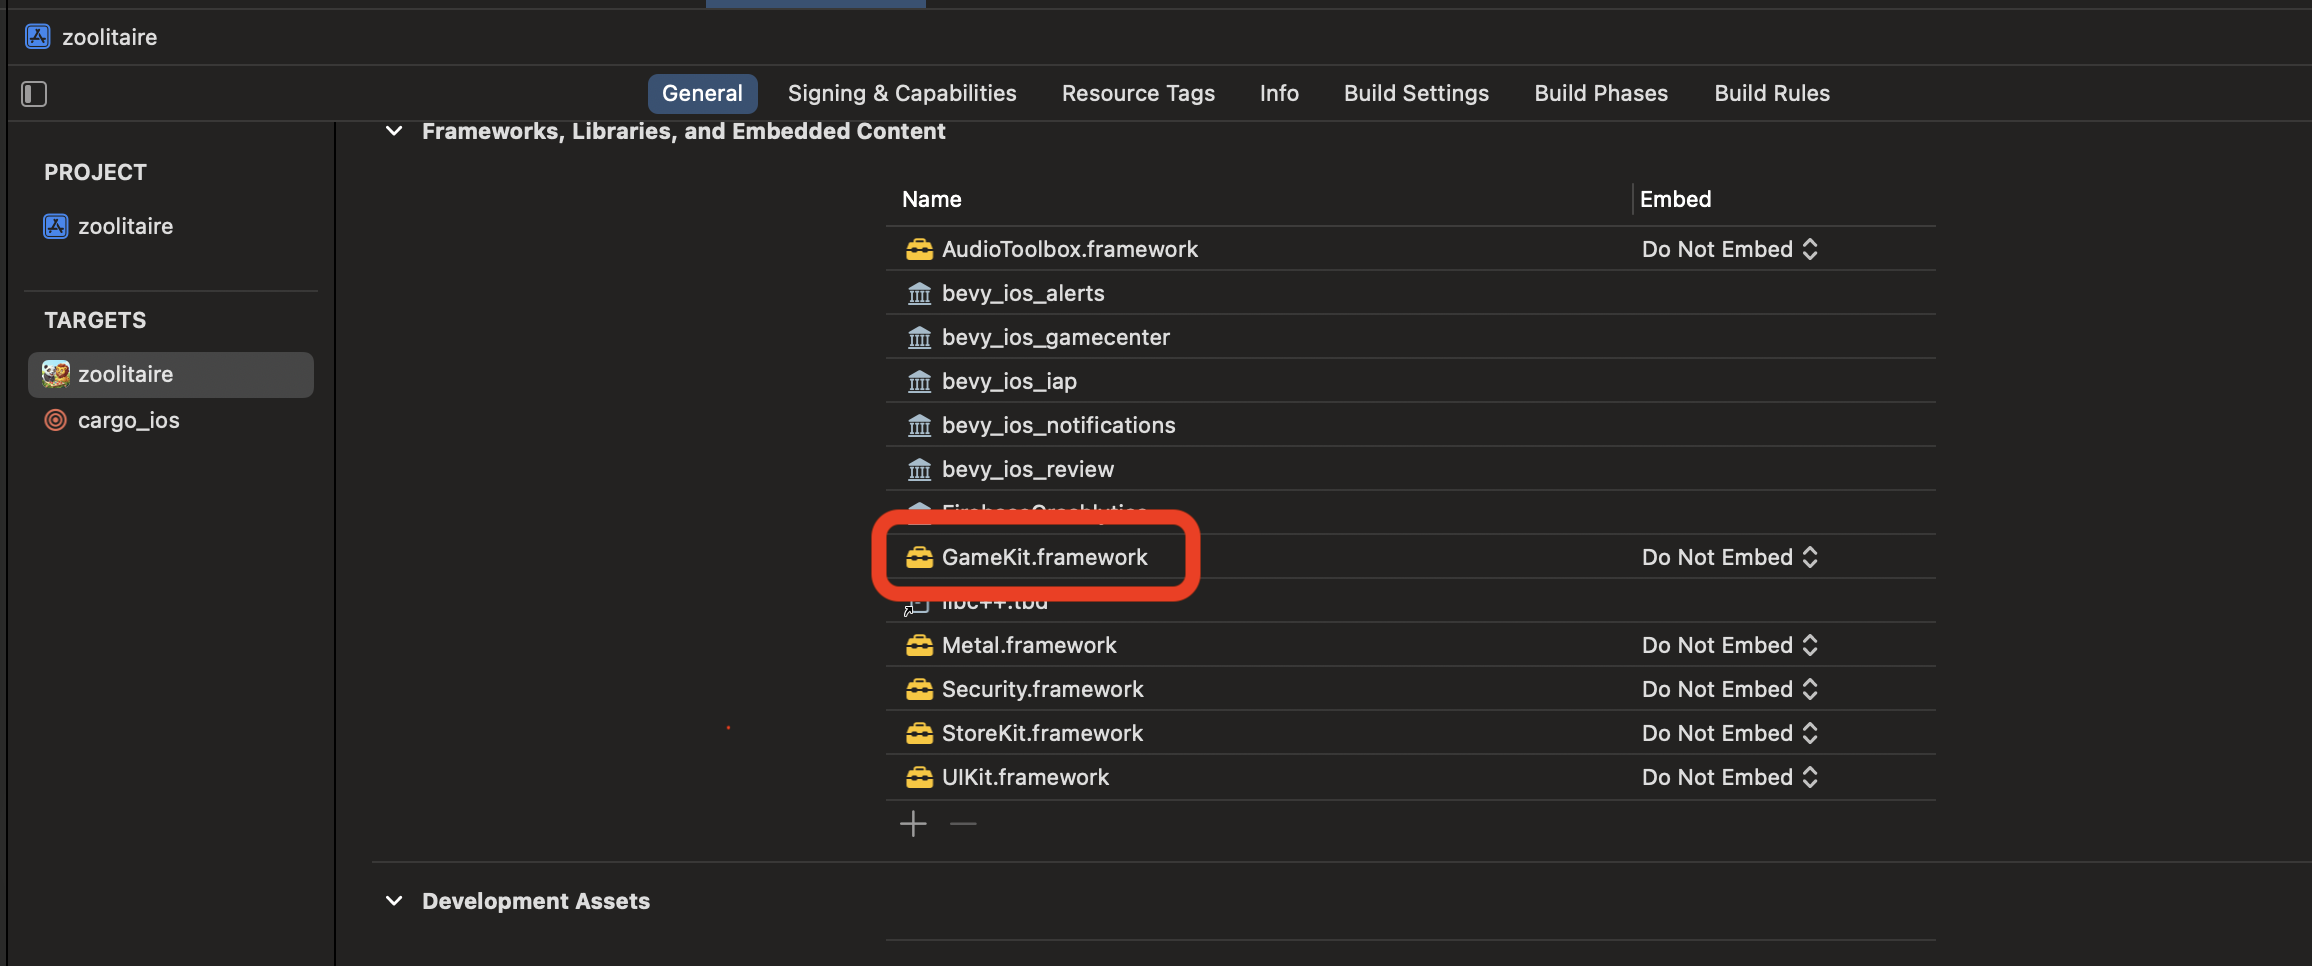 zoolitaire
General Signing & Capabilities Resource Tags Info Build Settings Build Phases Build Rules
Frameworks, Libraries, and Embedded Content
PROJECT
zoolitaire
TARGETS
zoolitaire
cargo_ios
Name Embed
AudioToolbox.framework Do Not Embed
bevy_ios_alerts
bevy_ios_gamecenter
bevy_ios_iap
bevy_ios_notifications
bevy_ios_review
FirebaseCrashlytics
GameKit.framework Do Not Embed
libc++.tbd
Metal.framework Do Not Embed
Security.framework Do Not Embed
StoreKit.framework Do Not Embed
UIKit.framework Do Not Embed
Development Assets